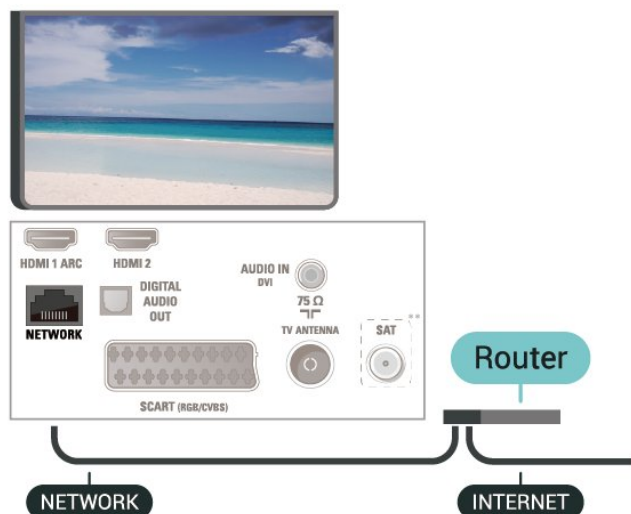 HDMI 1 ARC
HDMI 2
AUDIO IN
DVI
DIGITAL
AUDIO
OUT
75 Ω
NETWORK
TV ANTENNA
SAT
**
SCART (RGB/CVBS)
Router
NETWORK
INTERNET